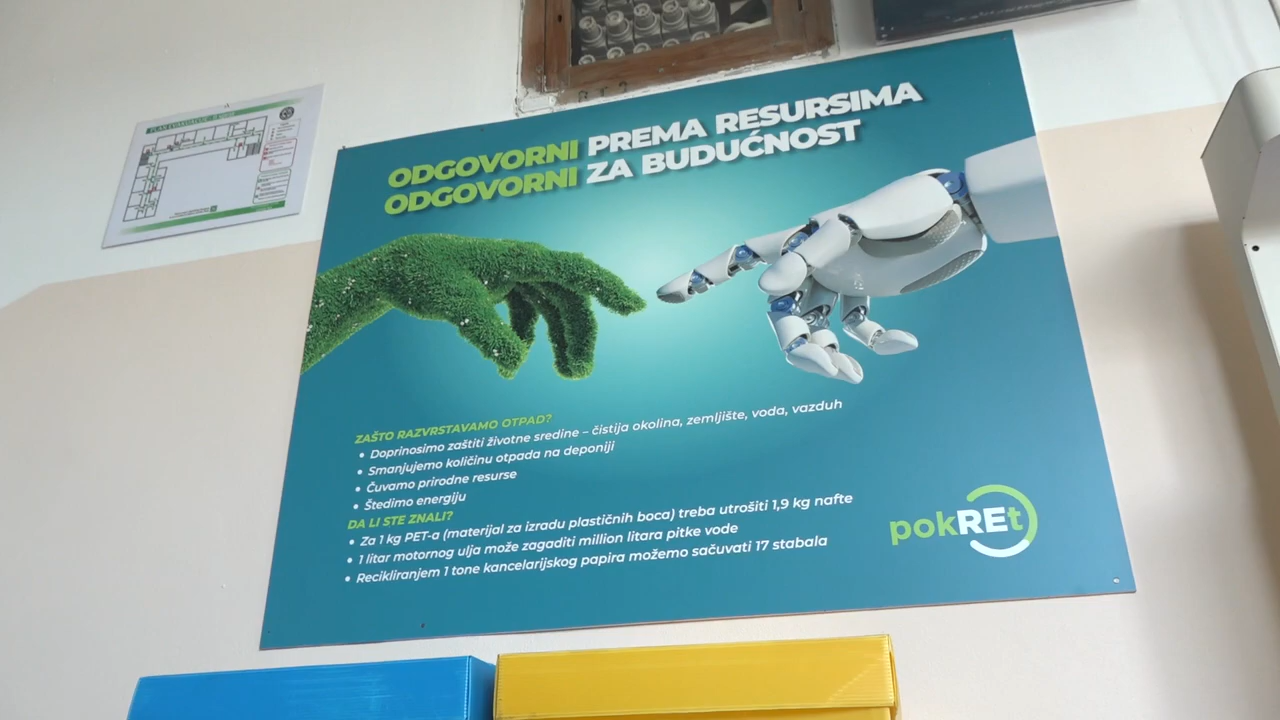 PLAN EVAKUACIJE
ODGOVORNI PREMA RESURSIMA
ODGOVORNI ZA BUDUĆNOST
ZAŠTO RAZVRSTAVAMO OTPAD?
• Doprinosimo zaštiti životne sredine – čistija okolina, zemljište, voda, vazduh
• Smanjujemo količinu otpada na deponiji
• Čuvamo prirodne resurse
• Štedimo energiju
DA LI STE ZNALI?
• Za 1 kg PET-a (materijal za izradu plastičnih boca) treba utrošiti 1,9 kg nafte
• 1 litar motornog ulja može zagaditi million litara pitke vode
• Recikliranjem 1 tone kancelarijskog papira možemo sačuvati 17 stabala
pokREt